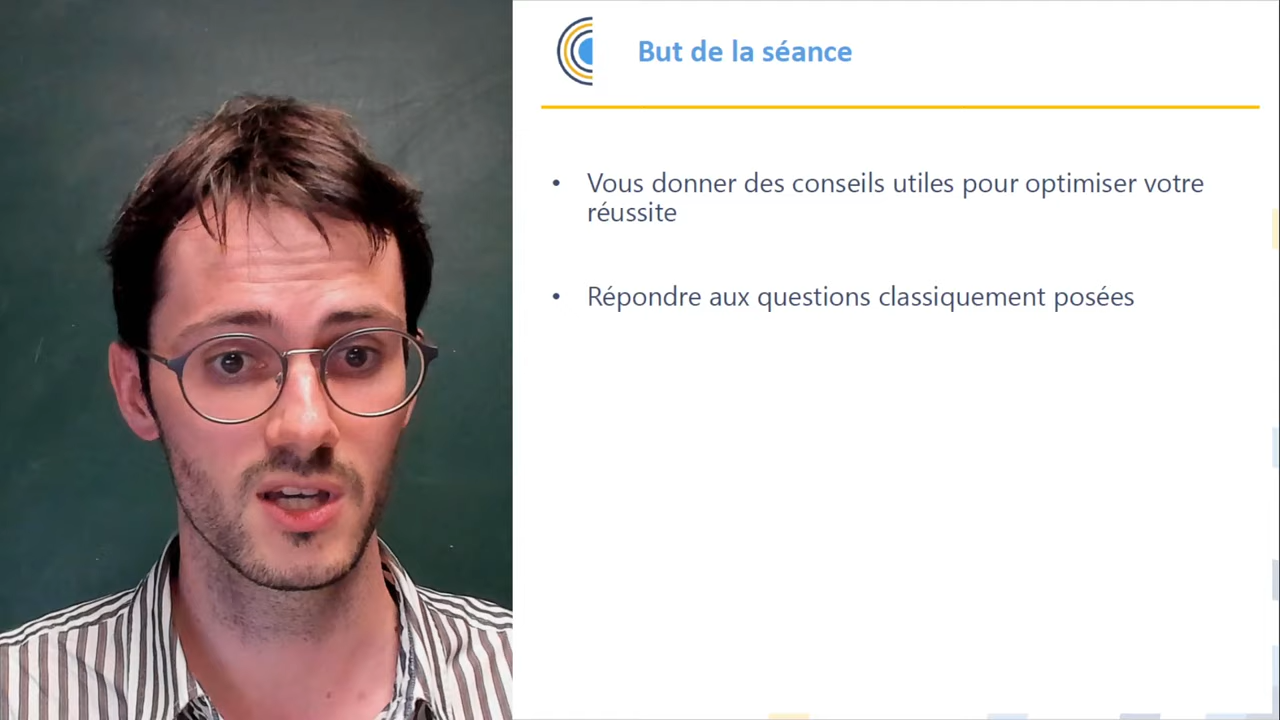 But de la séance
• Vous donner des conseils utiles pour optimiser votre
réussite
• Répondre aux questions classiquement posées